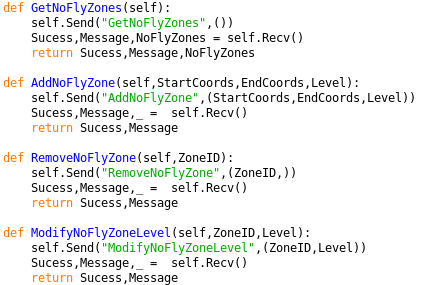 def GetNoFlyZones(self):
    self.Send("GetNoFlyZones",())
    Sucess,Message,NoFlyZones = self.Recv()
    return Sucess,Message,NoFlyZones

def AddNoFlyZone(self,StartCoords,EndCoords,Level):
    self.Send("AddNoFlyZone",(StartCoords,EndCoords,Level))
    Sucess,Message,_ =  self.Recv()
    return Sucess,Message

def RemoveNoFlyZone(self,ZoneID):
    self.Send("RemoveNoFlyZone",(ZoneID,))
    Sucess,Message,_ =  self.Recv()
    return Sucess,Message

def ModifyNoFlyZoneLevel(self,ZoneID,Level):
    self.Send("ModifyNoFlyZoneLevel",(ZoneID,Level))
    Sucess,Message,_ =  self.Recv()
    return Sucess,Message